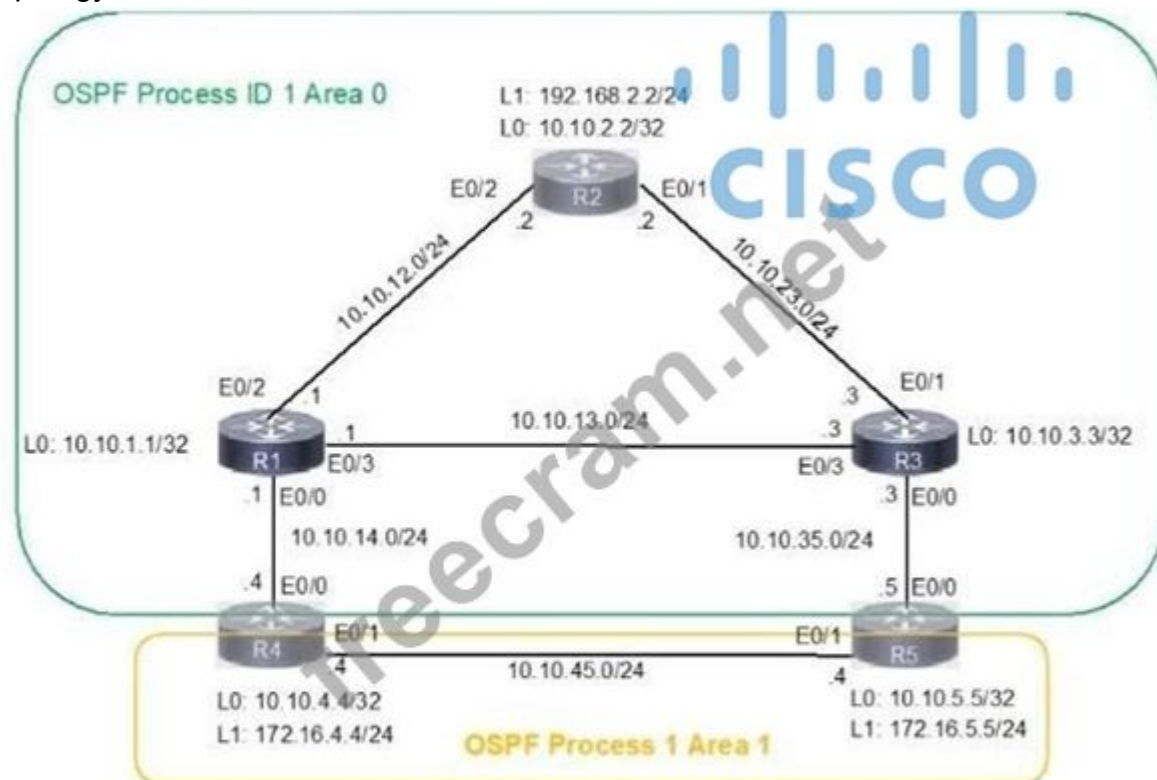 OSPF Process ID 1 Area 0
L1: 192.168.2.2/24
L0: 10.10.2.2/32
CISCO
E0/2
R2
E0/1
.2
.2
10.10.12.0/24
10.10.23.0/24
E0/2
.1
.3
E0/1
L0: 10.10.1.1/32
R1
.1
E0/3
10.10.13.0/24
.3
E0/3
R3
L0: 10.10.3.3/32
.1
E0/0
.3
E0/0
10.10.14.0/24
10.10.35.0/24
.4
E0/0
.5
E0/0
R4
E0/1
.4
10.10.45.0/24
E0/1
.4
R5
L0: 10.10.4.4/32
L1: 172.16.4.4/24
L0: 10.10.5.5/32
L1: 172.16.5.5/24
OSPF Process 1 Area 1
freecram.net